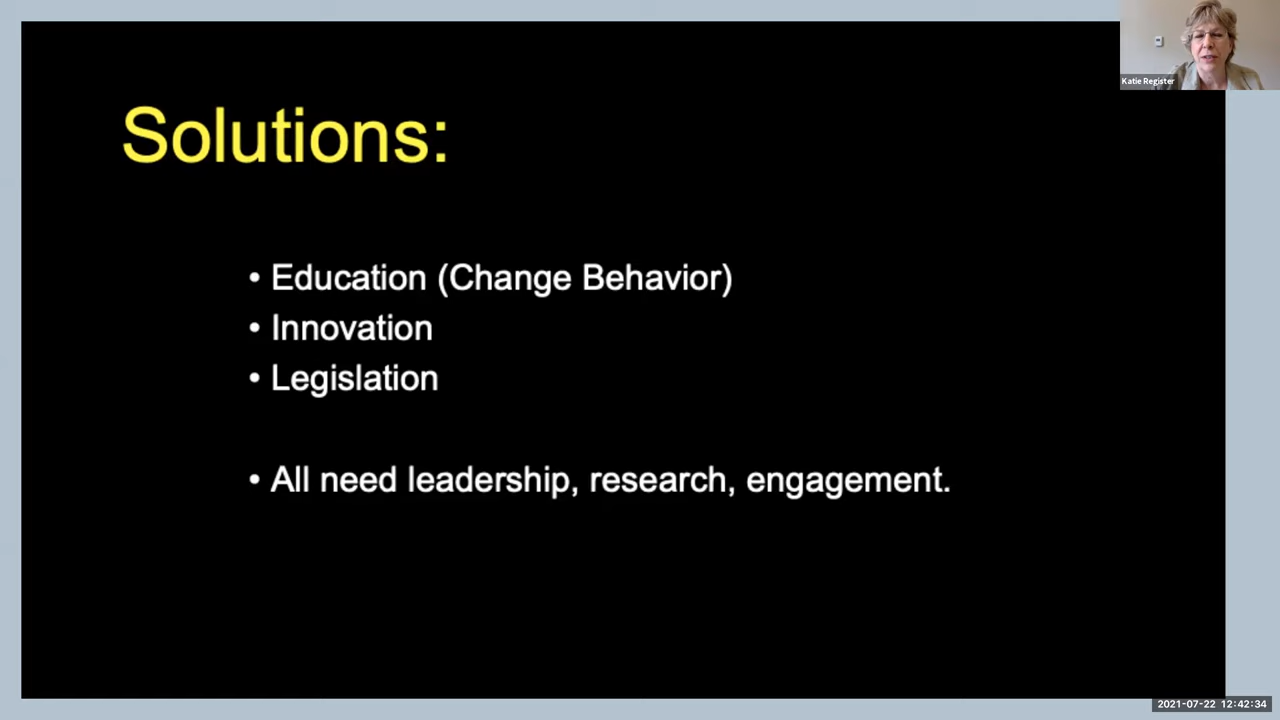 Katie Register
Solutions:
• Education (Change Behavior)
• Innovation
• Legislation
• All need leadership, research, engagement.
2021-07-22 12:42:34